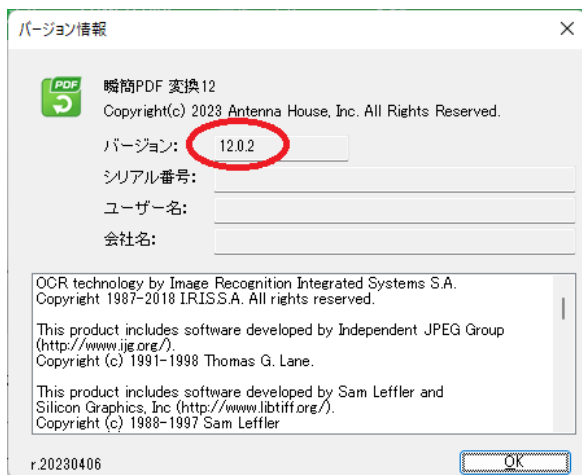 バージョン情報
PDF
瞬簡PDF 変換12
Copyright(c) 2023 Antenna House, Inc. All Rights Reserved.
バージョン: 12.0.2
シリアル番号:
ユーザー名:
会社名:
OCR technology by Image Recognition Integrated Systems S.A.
Copyright 1987-2018 I.R.I.S.S.A. All rights reserved.
This product includes software developed by Independent JPEG Group
(http://www.ijg.org/).
Copyright (c) 1991-1998 Thomas G. Lane.
This product includes software developed by Sam Leffler and
Silicon Graphics, Inc (http://www.libtiff.org/).
Copyright (c) 1988-1997 Sam Leffler
r.20230406
OK